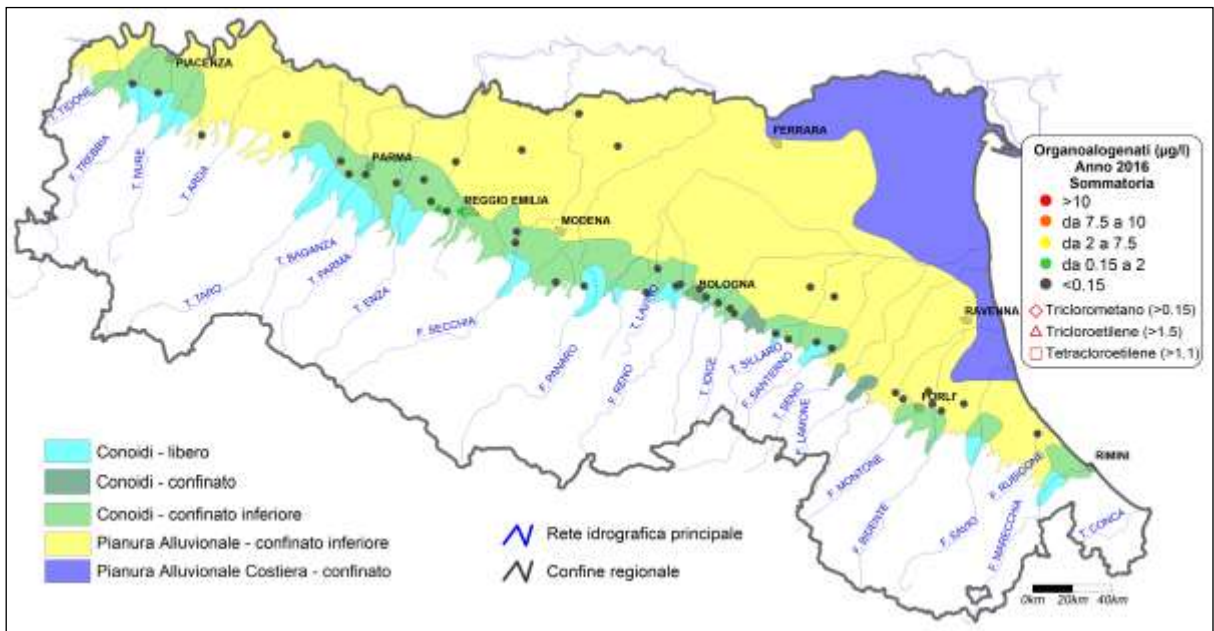 PIACENZA
T. TIDONE
F. TREBBIA
T. NURE
T. ARDA
PARMA
REGGIO EMILIA
MODENA
FERRARA
BOLOGNA
RAVENNA
FORLI'
RIMINI
T. TARO
T. BAGANZA
T. PARMA
T. ENZA
F. SECCHIA
F. PANARO
F. RENO
T. LAVINO
T. IDICE
T. SILLARO
F. SANTERNO
T. SENIO
F. LAMONE
F. MONTONE
F. BIDENTE
F. SAVIO
F. RUBICONE
F. MARECCHIA
T. CONCA
Organoalogenati (µg/l)
Anno 2016
Sommatoria
>10
da 7.5 a 10
da 2 a 7.5
da 0.15 a 2
<0.15
Triclorometano (>0.15)
Tricloroetilene (>1.5)
Tetracloroetilene (>1.1)
Conoidi - libero
Conoidi - confinato
Conoidi - confinato inferiore
Pianura Alluvionale - confinato inferiore
Pianura Alluvionale Costiera - confinato
Rete idrografica principale
Confine regionale
0km 20km 40km